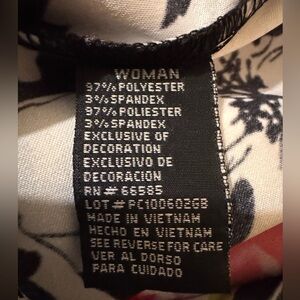 WOMAN
97% POLYESTER
3% SPANDEX
97% POLIESTER
3% SPANDEX
EXCLUSIVE OF
DECORATION
EXCLUSIVO DE
DECORACION
RN # 66585
LOT # PC1006026B
MADE IN VIETNAM
HECHO EN VIETNAM
SEE REVERSE FOR CARE
VER AL DORSO
PARA CUIDADO